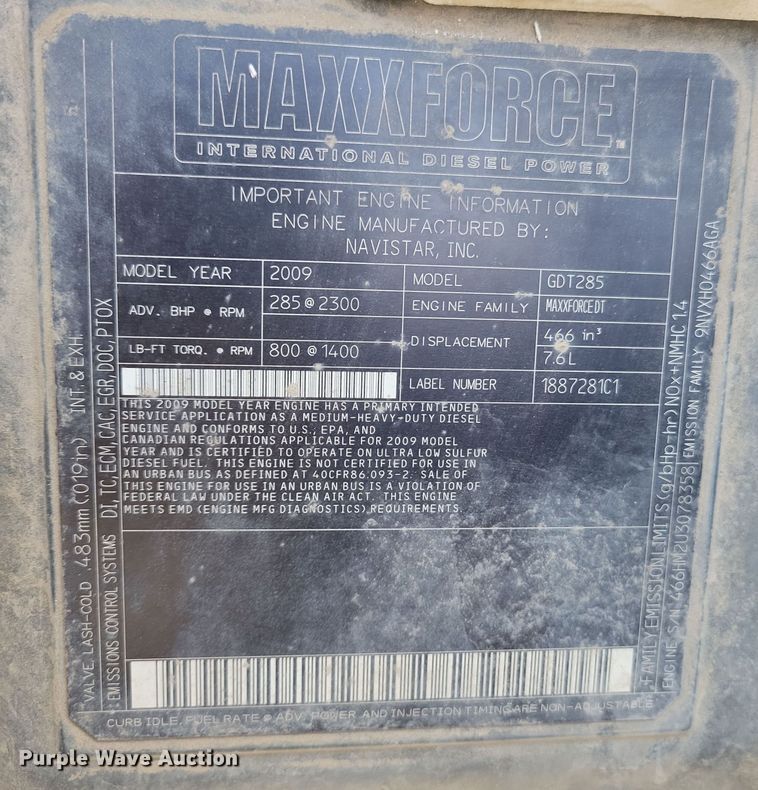 MAXXFORCE™
INTERNATIONAL DIESEL POWER
IMPORTANT ENGINE INFORMATION
ENGINE MANUFACTURED BY:
NAVISTAR, INC.
MODEL YEAR 2009 MODEL GDT285
ADV. BHP @ RPM 285@2300 ENGINE FAMILY MAXXFORCE DT
DISPLACEMENT 466 in³
7.6L
LB-FT TORQ. @ RPM 800 @ 1400
LABEL NUMBER 1887281C1
THIS 2009 MODEL YEAR ENGINE HAS A PRIMARY INTENDED
SERVICE APPLICATION AS A MEDIUM-HEAVY-DUTY DIESEL
ENGINE AND CONFORMS TO U.S., EPA, AND
CANADIAN REGULATIONS APPLICABLE FOR 2009 MODEL
YEAR AND IS CERTIFIED TO OPERATE ON ULTRA LOW SULFUR
DIESEL FUEL. THIS ENGINE IS NOT CERTIFIED FOR USE IN
AN URBAN BUS AS DEFINED AT 40CFR86.093-2. SALE OF
THIS ENGINE FOR USE IN AN URBAN BUS IS A VIOLATION OF
FEDERAL LAW UNDER THE CLEAN AIR ACT. THIS ENGINE
MEETS EMD (ENGINE MFG DIAGNOSTICS) REQUIREMENTS.
CURB IDLE, FUEL RATE @ ADV. POWER AND INJECTION TIMING ARE NON-ADJUSTABLE
VALVE LASH-COLD .483mm (.019in) INT. & EXH.
EMISSIONS CONTROL SYSTEMS DI, TC, ECM, CAC, EGR, DOC, PTOX
FAMILY EMISSION LIMITS (g/bHp-hr) NOx+NMHC 1.4
ENGINE S/N 466HM2U3078358 EMISSION FAMILY 9NVXH0466AGA
Purple Wave Auction